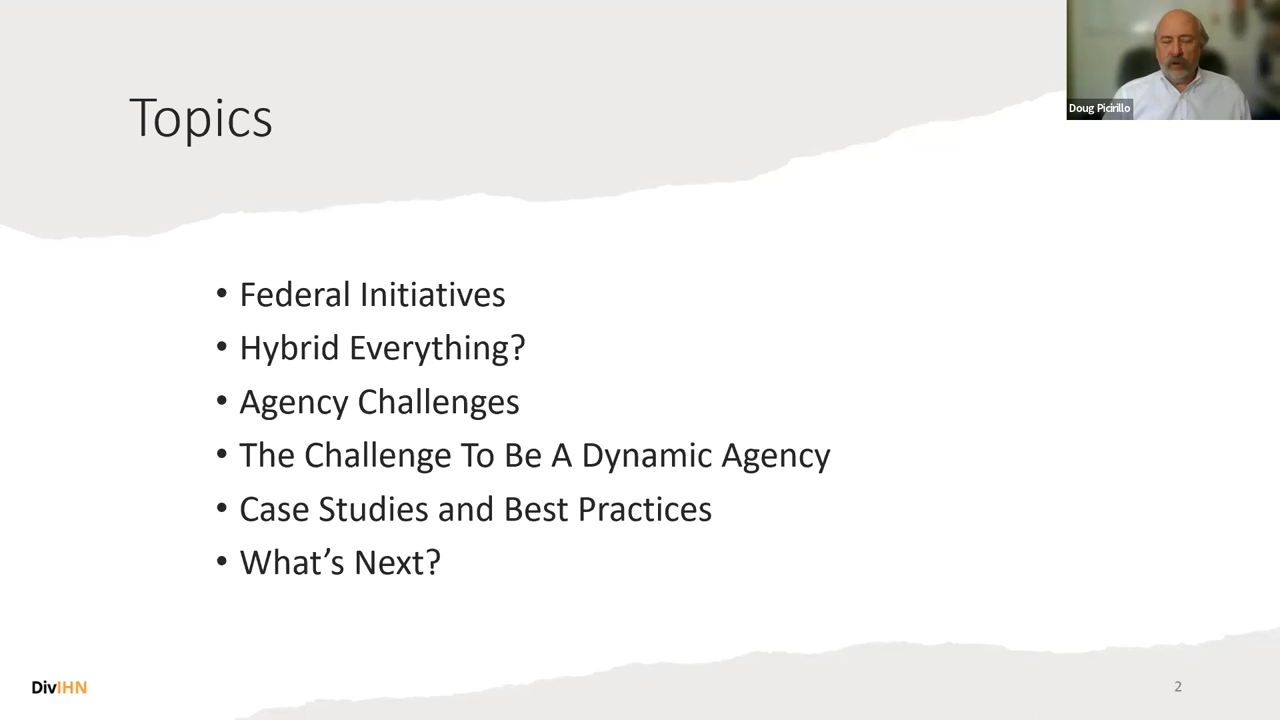 Topics
Doug Picirillo
• Federal Initiatives
• Hybrid Everything?
• Agency Challenges
• The Challenge To Be A Dynamic Agency
• Case Studies and Best Practices
• What’s Next?
DivIHN
2